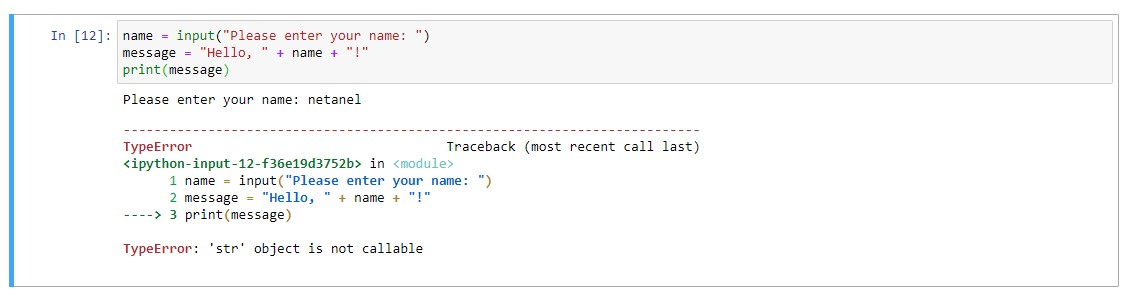 In [12]: name = input("Please enter your name: ")
message = "Hello, " + name + "!"
print(message)
Please enter your name: netanel
---------------------------------------------------------------------------
TypeError                                 Traceback (most recent call last)
<ipython-input-12-f36e19d3752b> in <module>
      1 name = input("Please enter your name: ")
      2 message = "Hello, " + name + "!"
----> 3 print(message)
TypeError: 'str' object is not callable